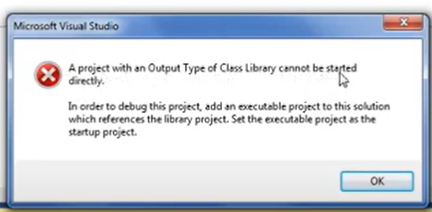 Microsoft Visual Studio
A project with an Output Type of Class Library cannot be started
directly.
In order to debug this project, add an executable project to this solution
which references the library project. Set the executable project as the
startup project.
OK